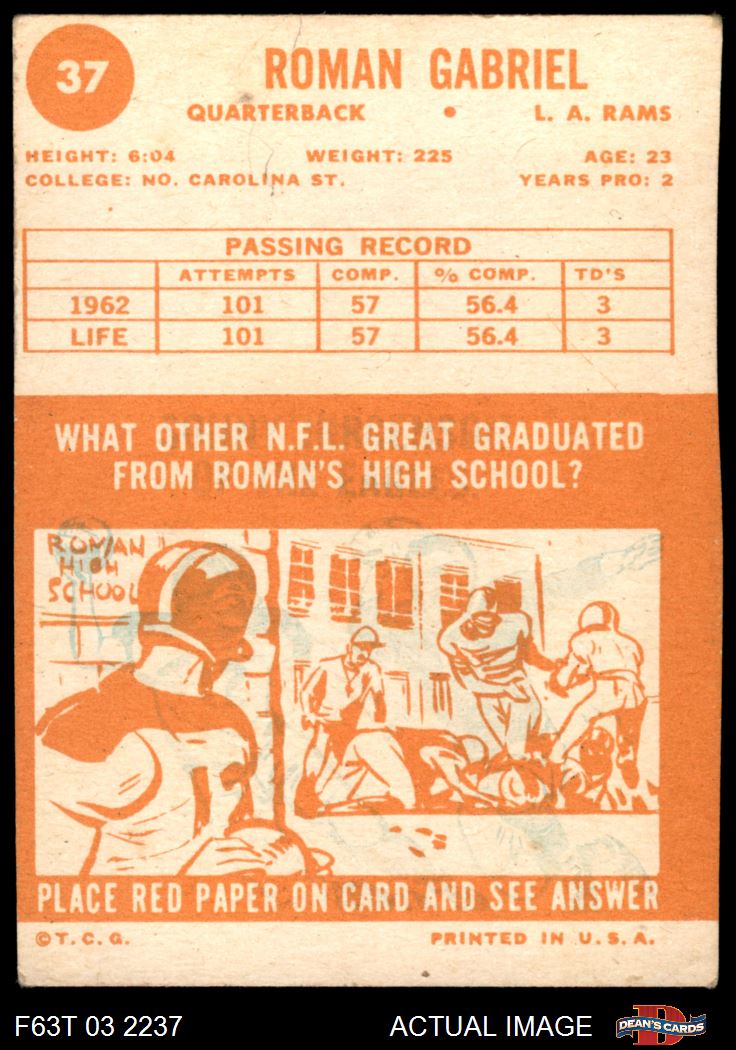 37
ROMAN GABRIEL
QUARTERBACK • L. A. RAMS
HEIGHT: 6:04 WEIGHT: 225 AGE: 23
COLLEGE: NO. CAROLINA ST. YEARS PRO: 2
PASSING RECORD
ATTEMPTS COMP. % COMP. TD'S
1962 101 57 56.4 3
LIFE 101 57 56.4 3
WHAT OTHER N.F.L. GREAT GRADUATED
FROM ROMAN'S HIGH SCHOOL?
ROMAN
HIGH
SCHOOL
PLACE RED PAPER ON CARD AND SEE ANSWER
©T.C.G. PRINTED IN U.S.A.
F63T 03 2237 ACTUAL IMAGE DEAN'S CARDS